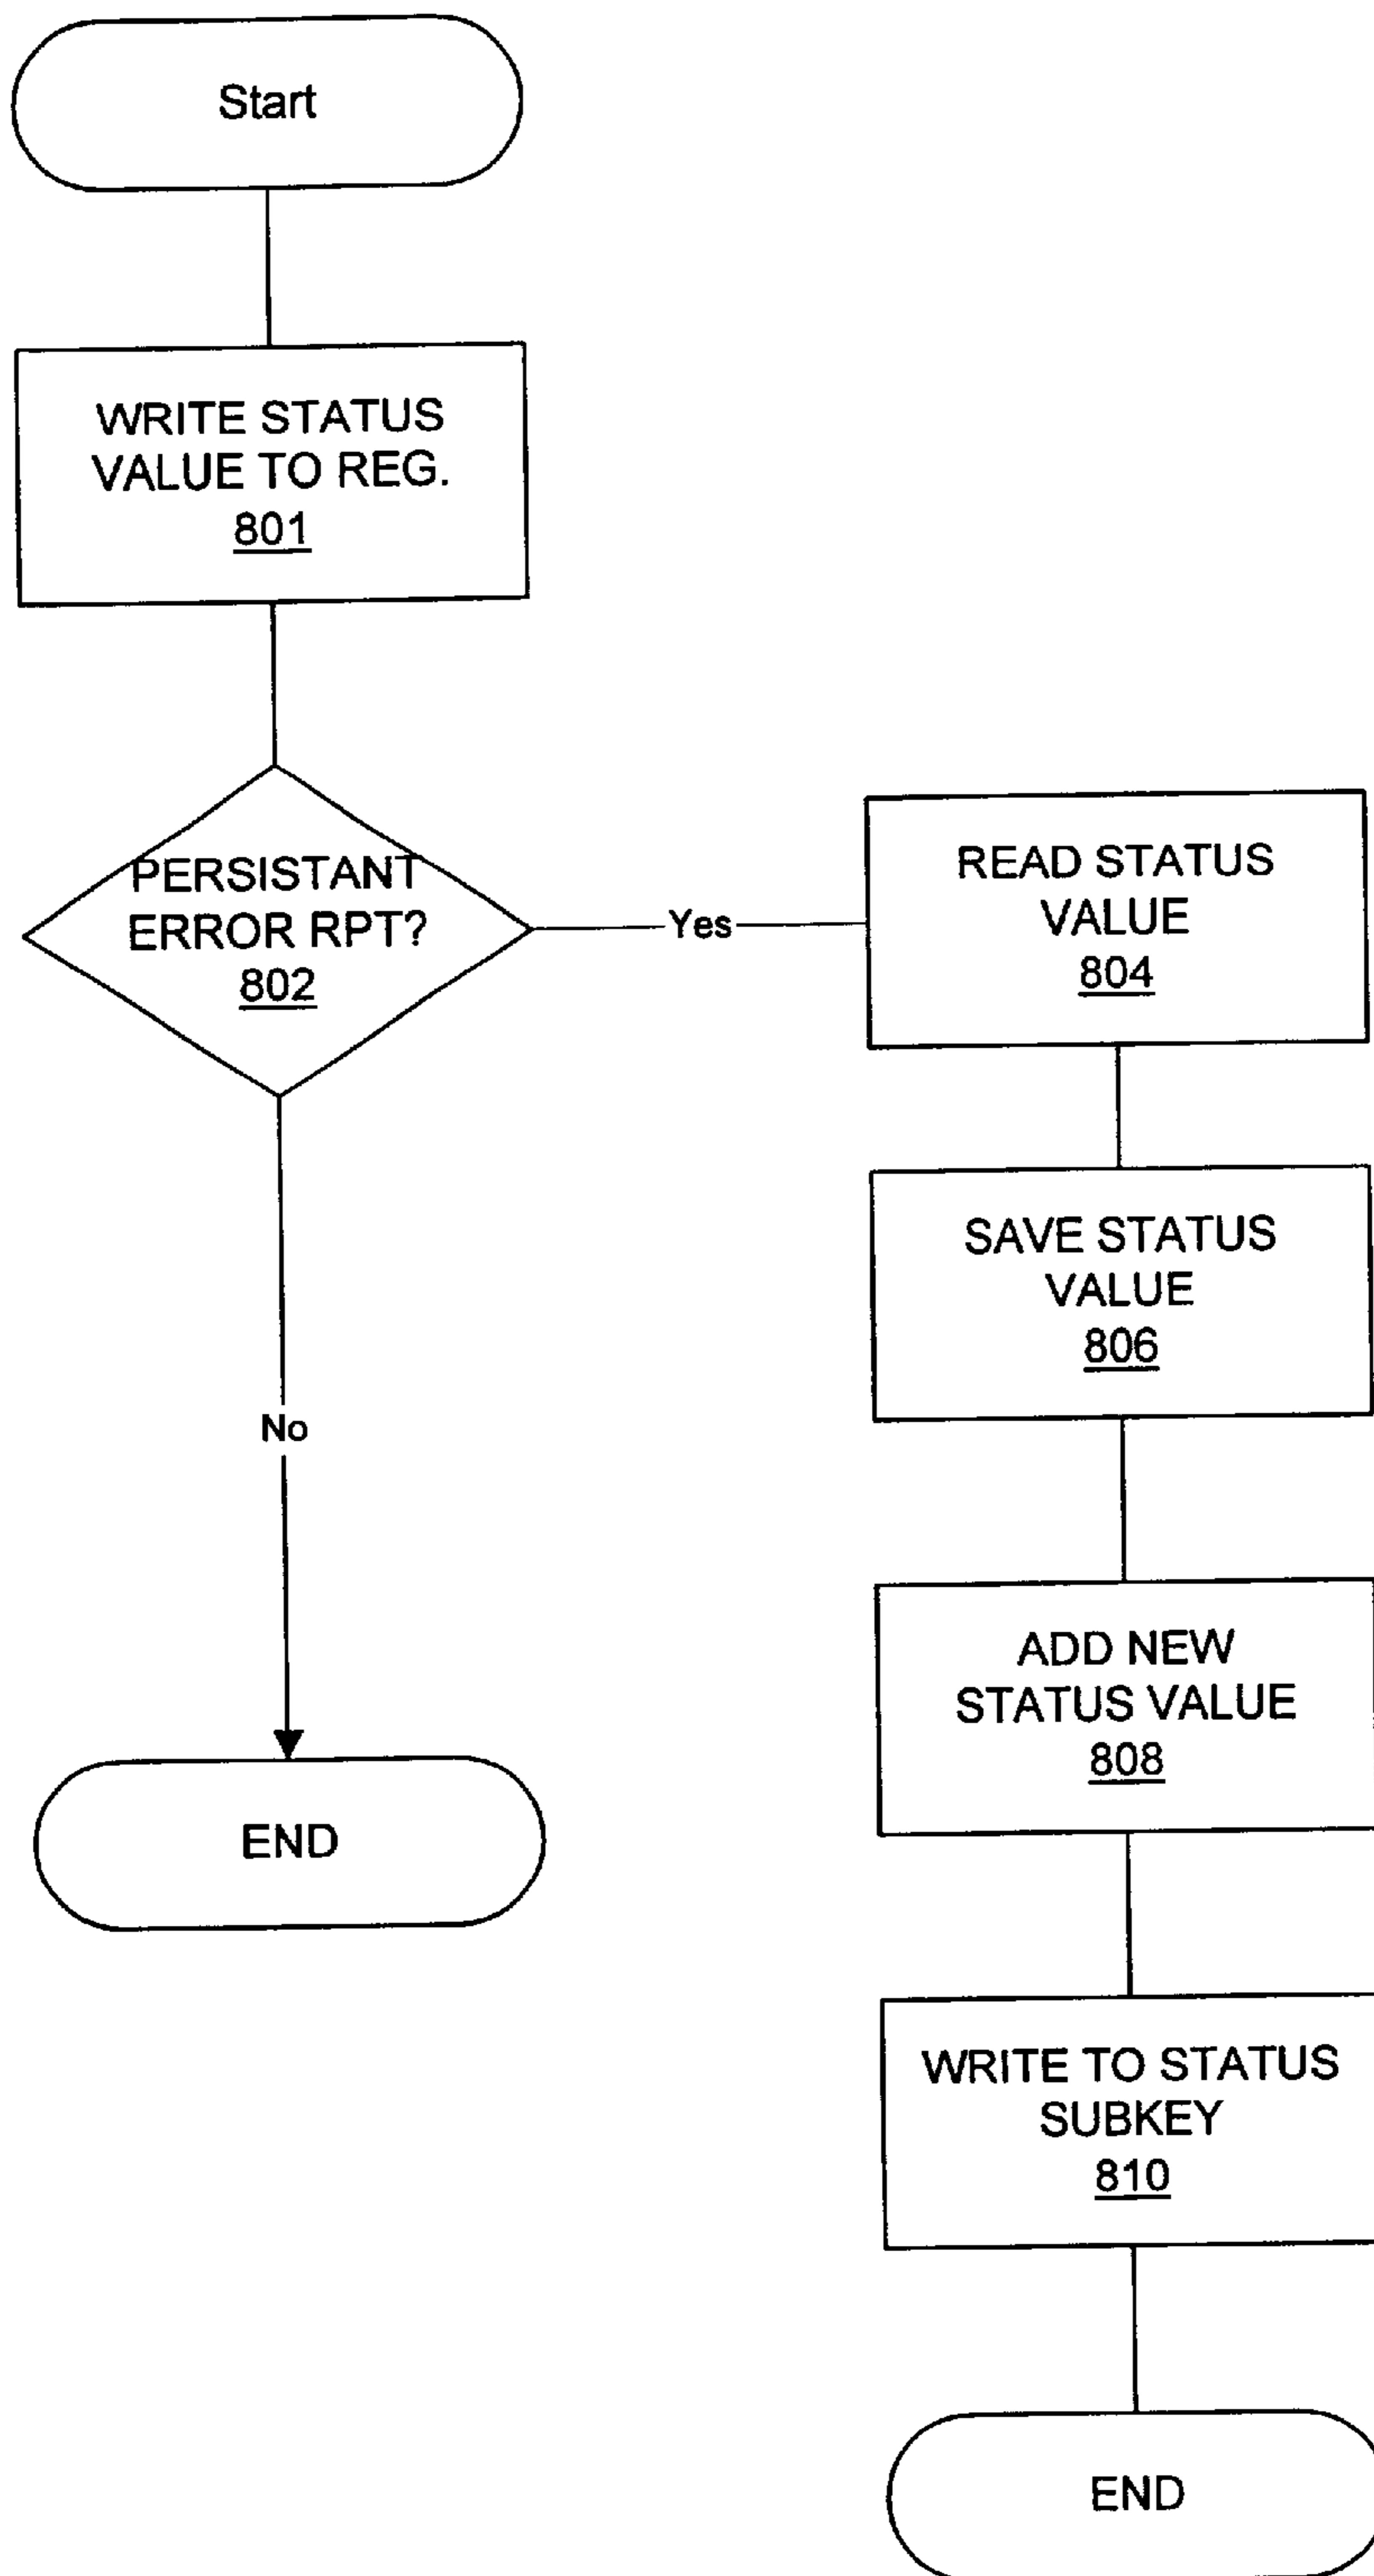 Start
WRITE STATUS
VALUE TO REG.
801
PERSISTANT
ERROR RPT?
802
Yes
READ STATUS
VALUE
804
SAVE STATUS
VALUE
806
No
ADD NEW
STATUS VALUE
808
END
WRITE TO STATUS
SUBKEY
810
END